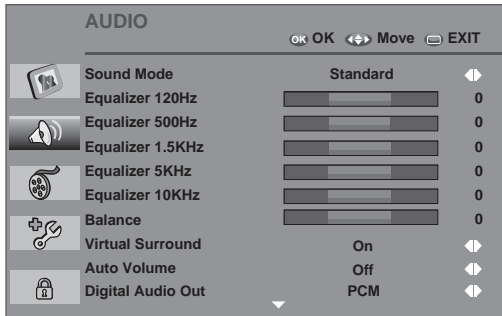 AUDIO
OK OK Move EXIT
Sound Mode Standard
Equalizer 120Hz 0
Equalizer 500Hz 0
Equalizer 1.5KHz 0
Equalizer 5KHz 0
Equalizer 10KHz 0
Balance 0
Virtual Surround On
Auto Volume Off
Digital Audio Out PCM